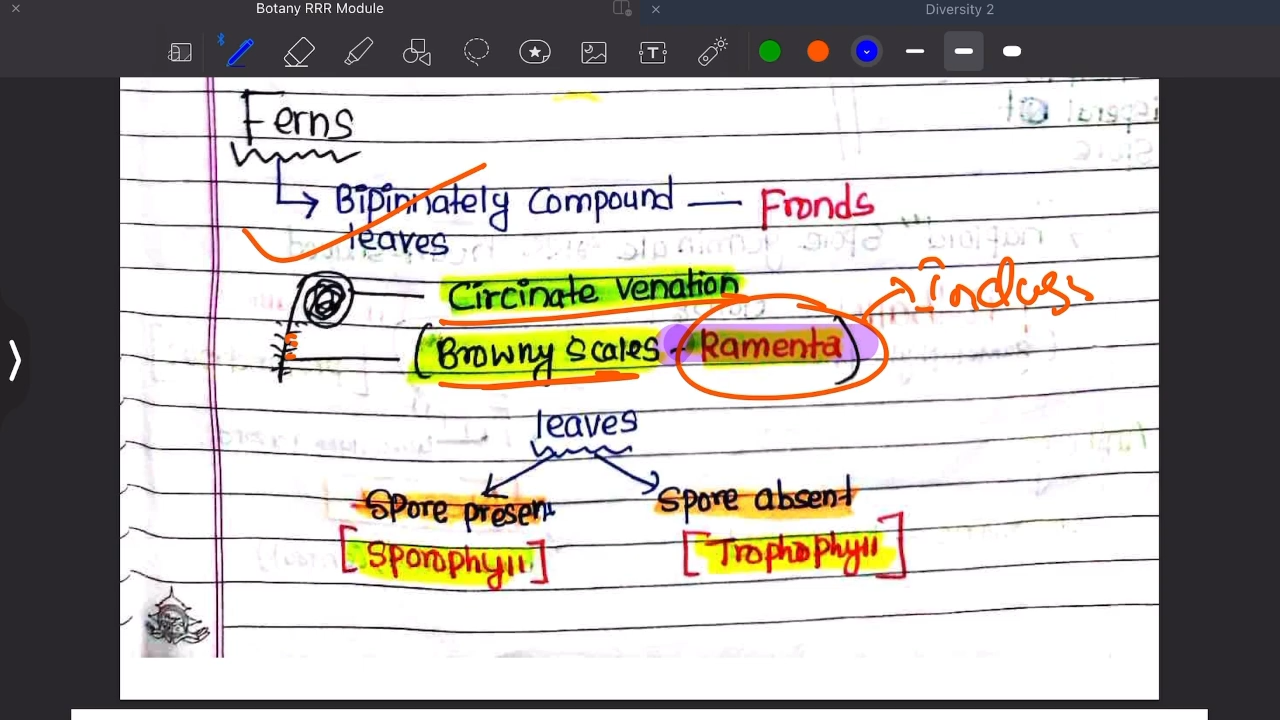 Botany RRR Module
Diversity 2
Ferns
Bipinnately Compound — Fronds
leaves
Circinate Venation
(Browny Scales - Ramenta)
leaves
Spore present
Spore absent
[Sporophyll]
[Trophophyll]